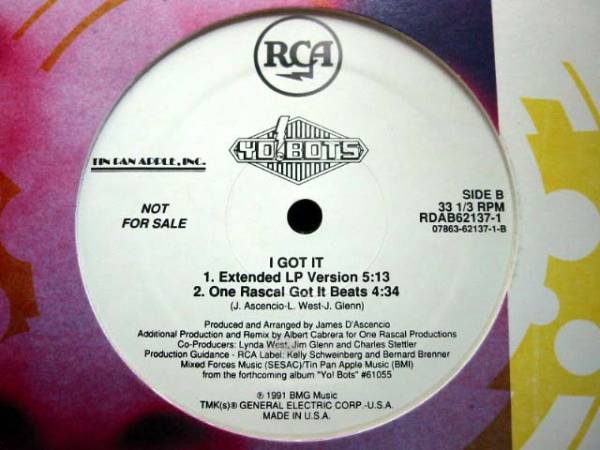 RCA
YO! BOTS
TIN PAN APPLE, INC.
NOT
FOR SALE
SIDE B
33 1/3 RPM
RDAB62137-1
07863-62137-1-B
I GOT IT
1. Extended LP Version 5:13
2. One Rascal Got It Beats 4:34
(J. Ascencio-L. West-J. Glenn)
Produced and Arranged by James D'Ascencio
Additional Production and Remix by Albert Cabrera for One Rascal Productions
Co-Producers: Lynda West, Jim Glenn and Charles Stettler
Production Guidance - RCA Label: Kelly Schweinberg and Bernard Brenner
Mixed Forces Music (SESAC)/Tin Pan Apple Music (BMI)
from the forthcoming album "Yo! Bots" #61055
℗ 1991 BMG Music
TMK(s)® GENERAL ELECTRIC CORP.-U.S.A.
MADE IN U.S.A.